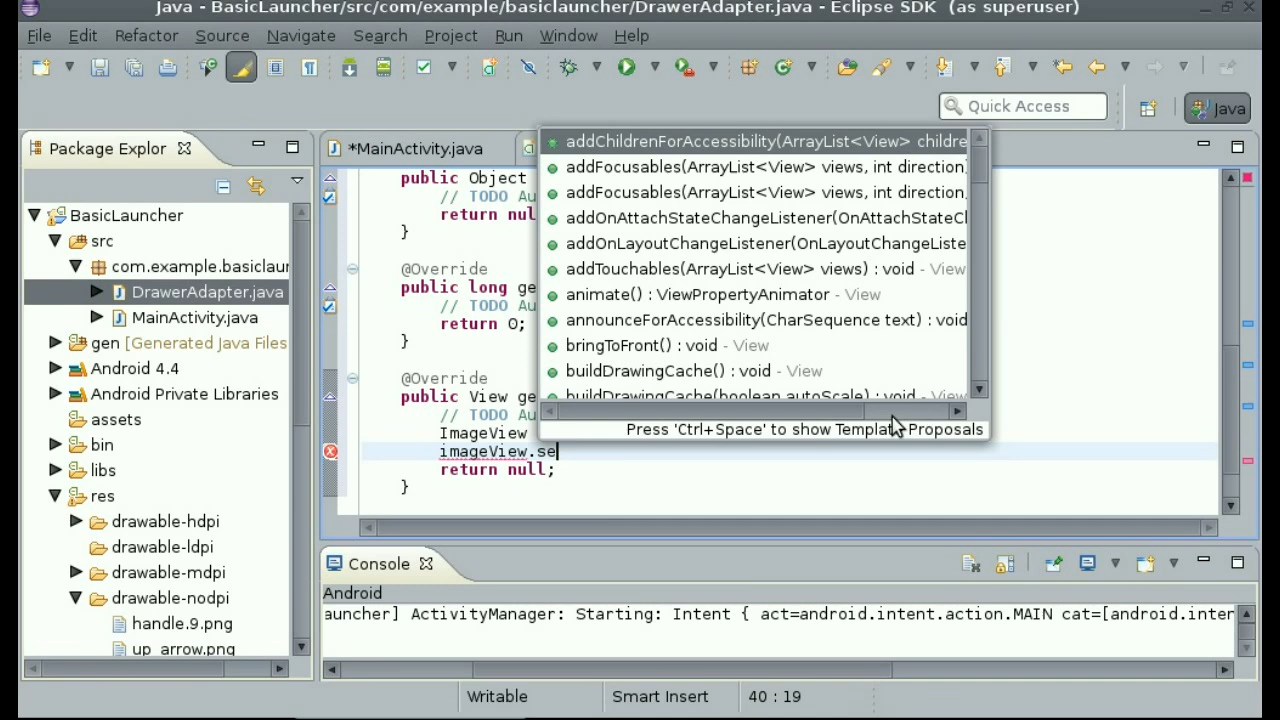 Java - BasicLauncher/src/com/example/basiclauncher/DrawerAdapter.java - Eclipse SDK (as superuser)
File Edit Refactor Source Navigate Search Project Run Window Help
Quick Access
Java
Package Explor
*MainActivity.java
BasicLauncher
src
com.example.basiclaun
DrawerAdapter.java
MainActivity.java
gen [Generated Java Files
Android 4.4
Android Private Libraries
assets
bin
libs
res
drawable-hdpi
drawable-ldpi
drawable-mdpi
drawable-nodpi
handle.9.png
up_arrow.png
public Object
// TODO Au
return nul
}
@Override
public long ge
// TODO Au
return 0;
}
@Override
public View ge
// TODO Au
ImageView
imageView.se
return null;
}
addChildrenForAccessibility(ArrayList<View> childre
addFocusables(ArrayList<View> views, int direction
addFocusables(ArrayList<View> views, int direction,
addOnAttachStateChangeListener(OnAttachStateCl
addOnLayoutChangeListener(OnLayoutChangeListe
addTouchables(ArrayList<View> views) : void - View
animate() : ViewPropertyAnimator - View
announceForAccessibility(CharSequence text) : void
bringToFront() : void - View
buildDrawingCache() : void - View
buildDrawingCache(boolean autoScale) : void - View
Press 'Ctrl+Space' to show Template Proposals
Console
Android
auncher] ActivityManager: Starting: Intent { act=android.intent.action.MAIN cat=[android.inter
Writable
Smart Insert
40 : 19